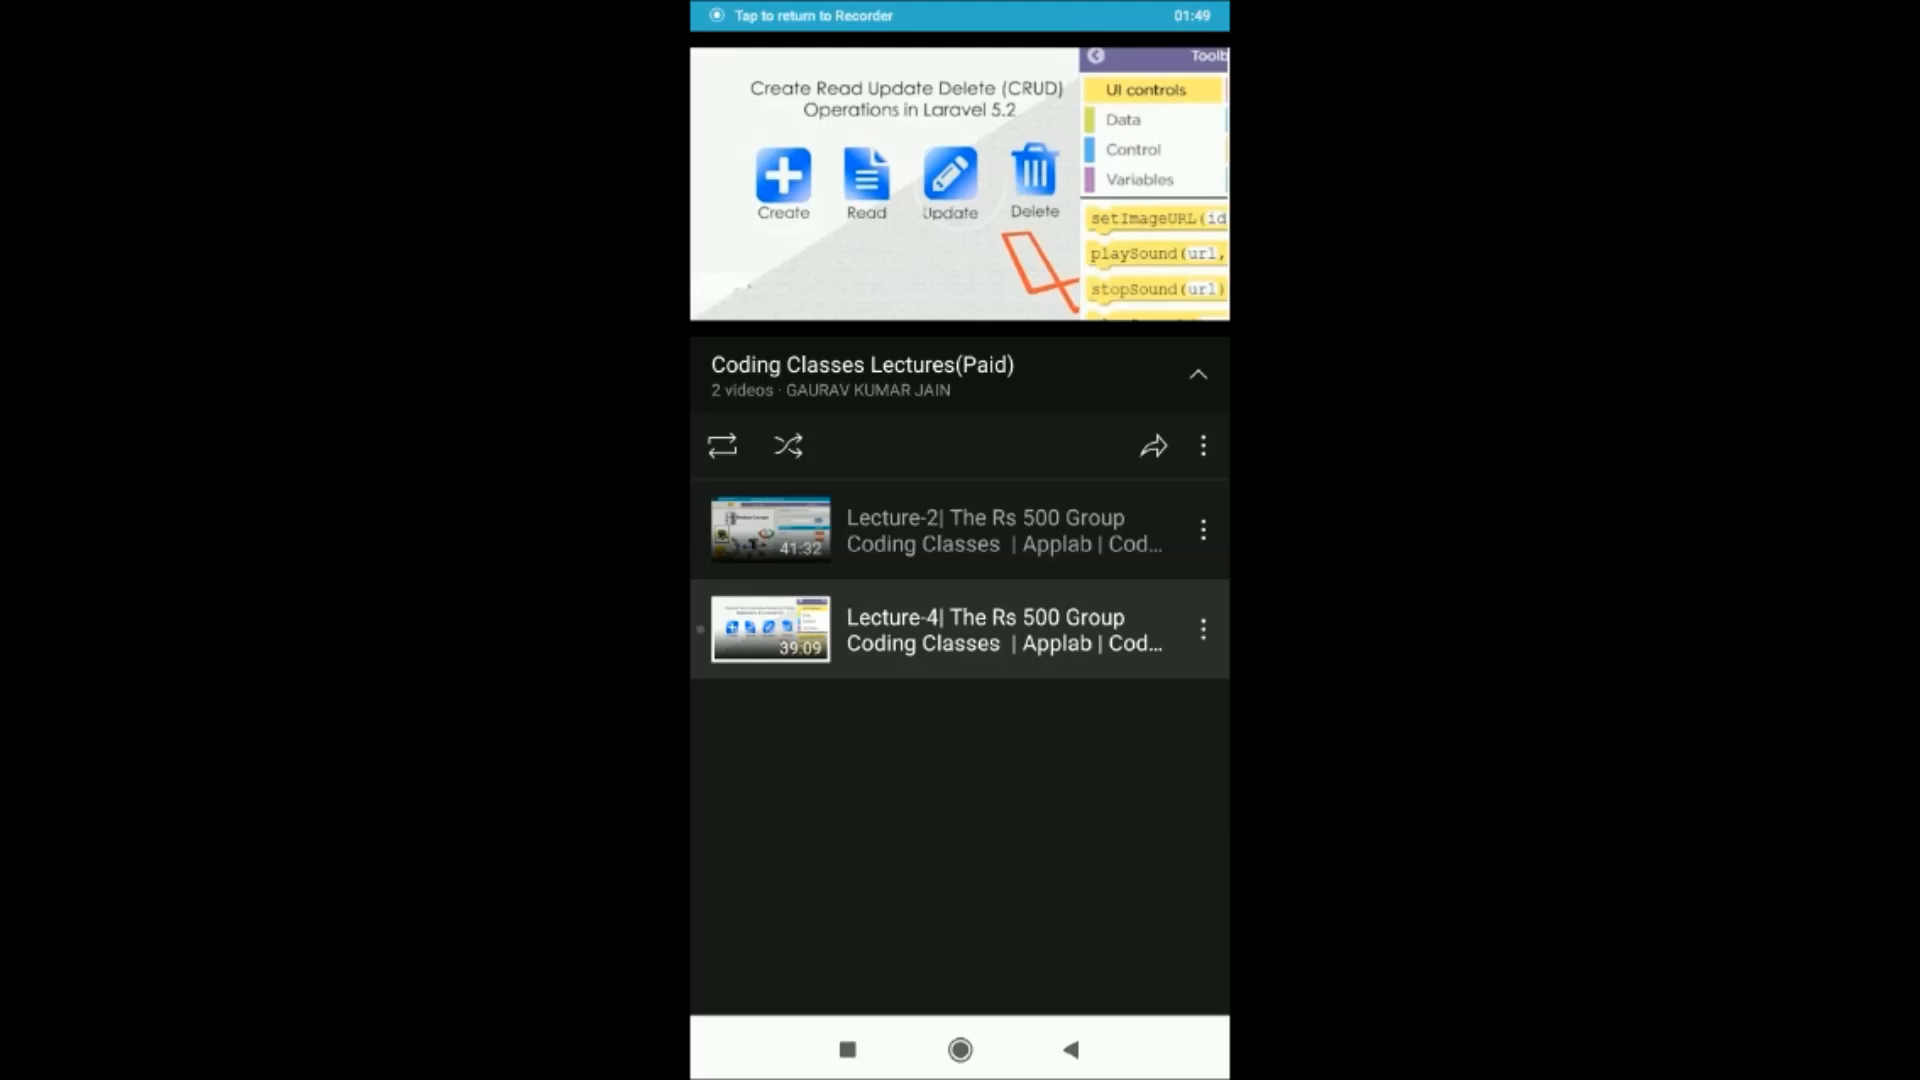 Tap to return to Recorder 01:49
Create Read Update Delete (CRUD)
Operations in Laravel 5.2
Create Read Update Delete
Toolb
UI controls
Data
Control
Variables
setImageURL(id
playSound(url,
stopSound(url)
Coding Classes Lectures(Paid)
2 videos · GAURAV KUMAR JAIN
41:32
Lecture-2| The Rs 500 Group
Coding Classes | Applab | Cod...
39:09
Lecture-4| The Rs 500 Group
Coding Classes | Applab | Cod...